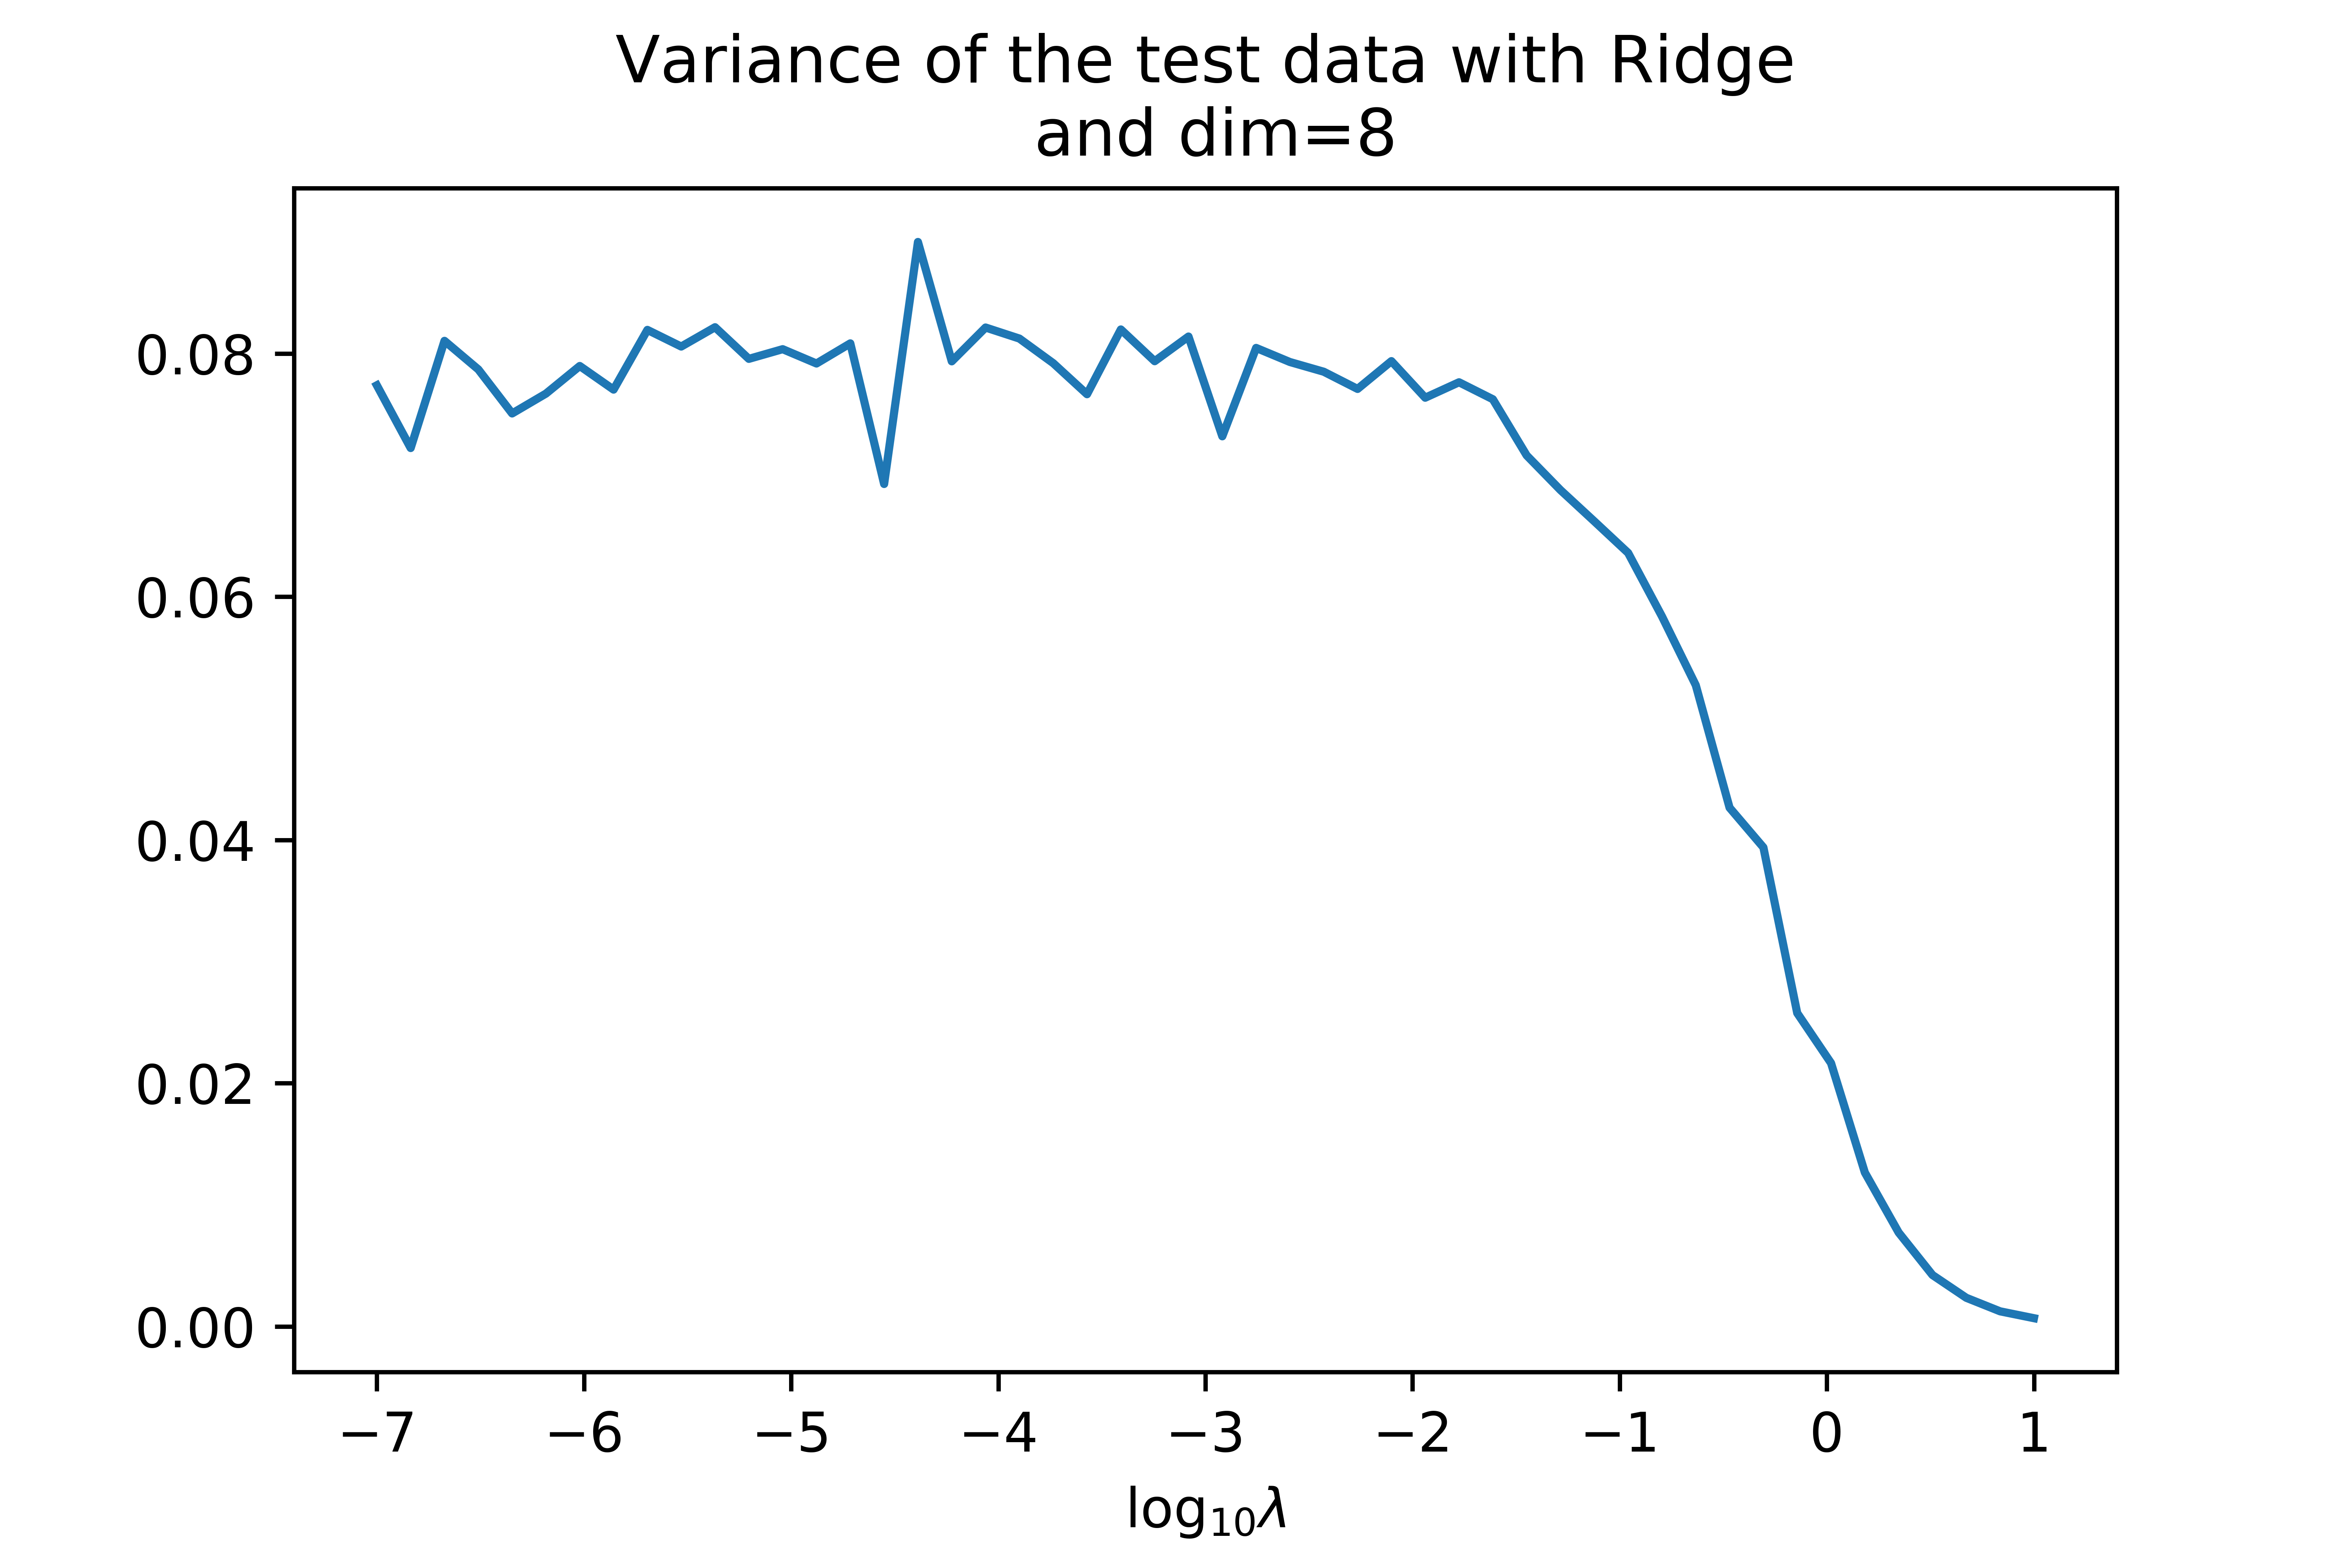 Variance of the test data with Ridge
and dim=8
0.08
0.06
0.04
0.02
0.00
−7 −6 −5 −4 −3 −2 −1 0 1
log₁₀λ